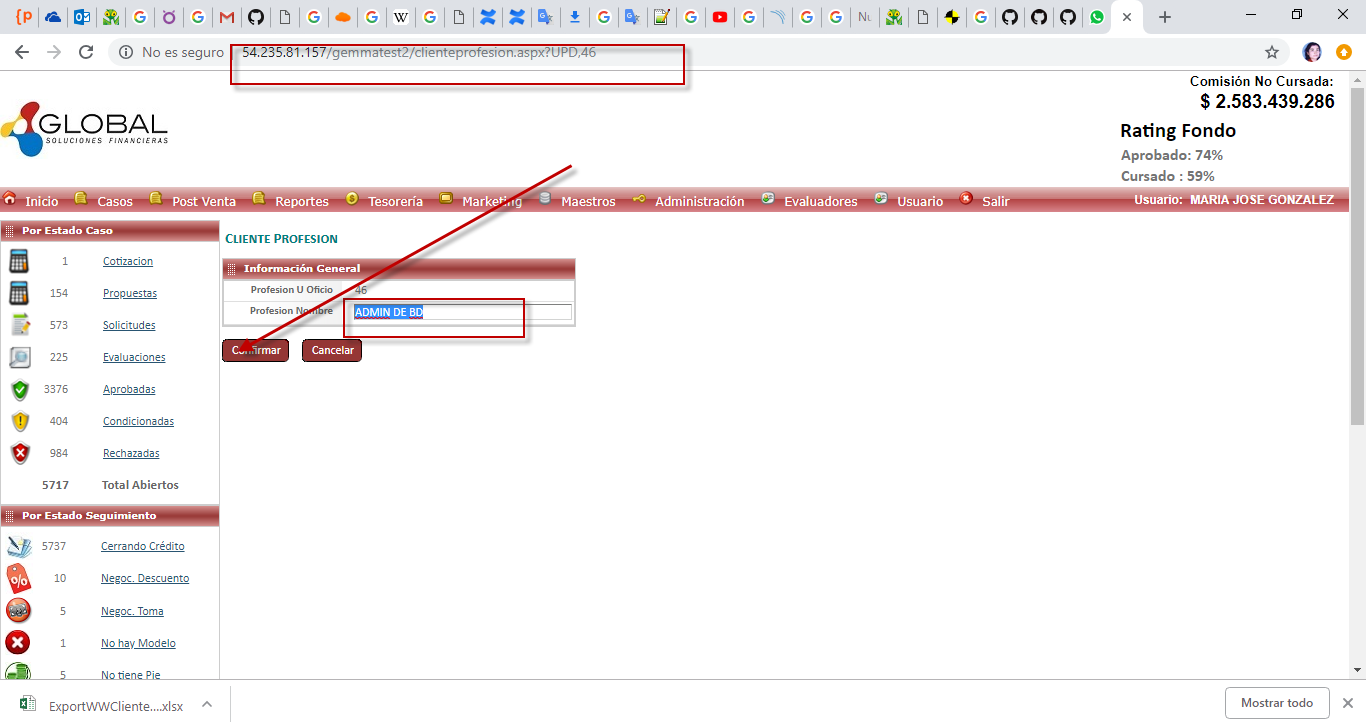 No es seguro
54.235.81.157/gemmatest2/clienteprofesion.aspx?UPD,46
Comisión No Cursada:
$ 2.583.439.286
GLOBAL
SOLUCIONES FINANCIERAS
Rating Fondo
Aprobado: 74%
Cursado : 59%
Inicio Casos Post Venta Reportes Tesorería Marketing Maestros Administración Evaluadores Usuario Salir Usuario: MARIA JOSE GONZALEZ
Por Estado Caso
1 Cotizacion
154 Propuestas
573 Solicitudes
225 Evaluaciones
3376 Aprobadas
404 Condicionadas
984 Rechazadas
5717 Total Abiertos
Por Estado Seguimiento
5737 Cerrando Crédito
10 Negoc. Descuento
5 Negoc. Toma
1 No hay Modelo
5 No tiene Pie
CLIENTE PROFESION
Información General
Profesion U Oficio 46
Profesion Nombre ADMIN DE BD
Confirmar Cancelar
ExportWWCliente....xlsx
Mostrar todo